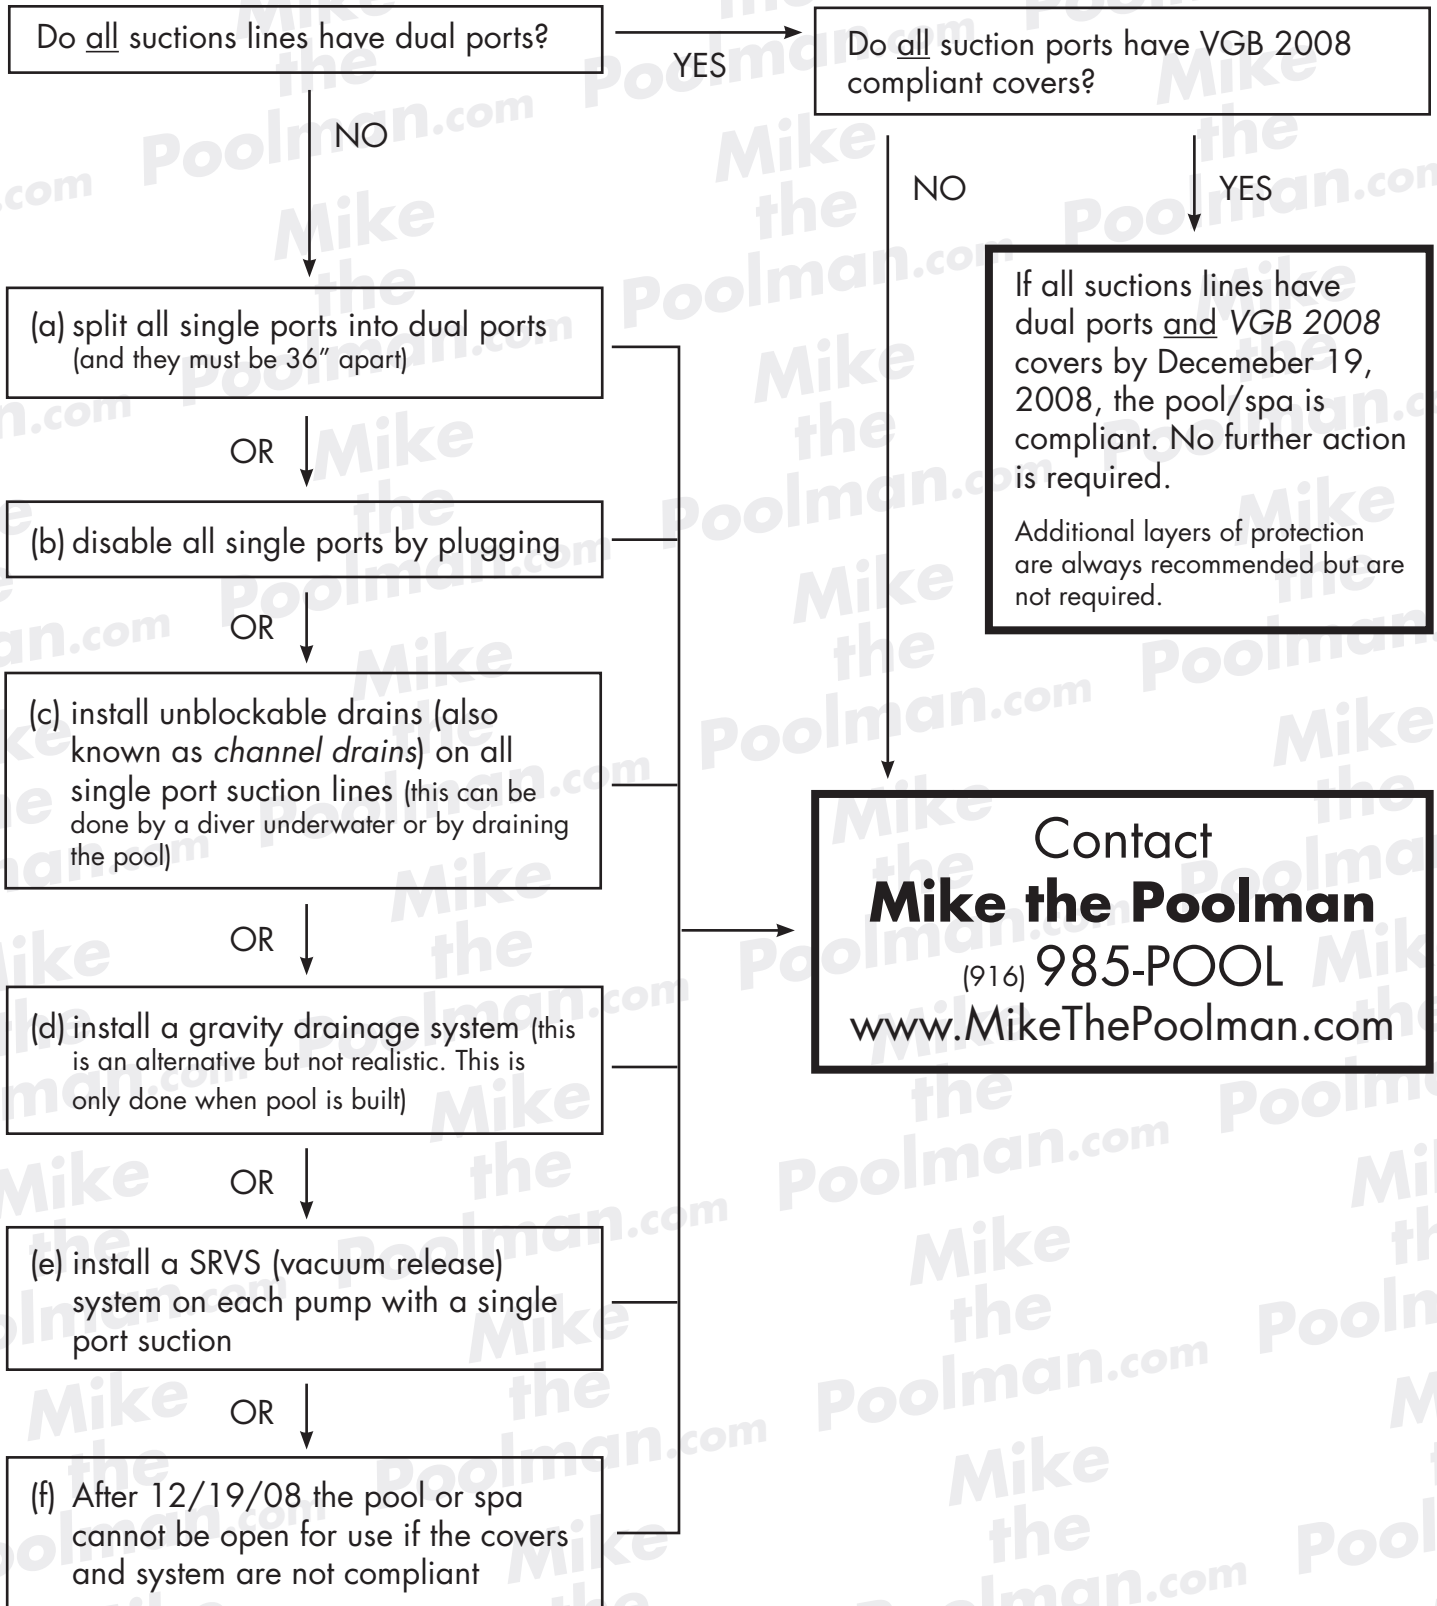 Do all suctions lines have dual ports?
YES
Do all suction ports have VGB 2008
compliant covers?
NO
NO
YES
(a) split all single ports into dual ports
(and they must be 36” apart)
If all suctions lines have
dual ports and VGB 2008
covers by Decemeber 19,
2008, the pool/spa is
compliant. No further action
is required.
Additional layers of protection
are always recommended but are
not required.
OR
(b) disable all single ports by plugging
OR
(c) install unblockable drains (also
known as channel drains) on all
single port suction lines (this can be
done by a diver underwater or by draining
the pool)
OR
(d) install a gravity drainage system (this
is an alternative but not realistic. This is
only done when pool is built)
OR
(e) install a SRVS (vacuum release)
system on each pump with a single
port suction
OR
(f) After 12/19/08 the pool or spa
cannot be open for use if the covers
and system are not compliant
Contact
Mike the Poolman
(916) 985-POOL
www.MikeThePoolman.com
Mike
the
Poolman.com